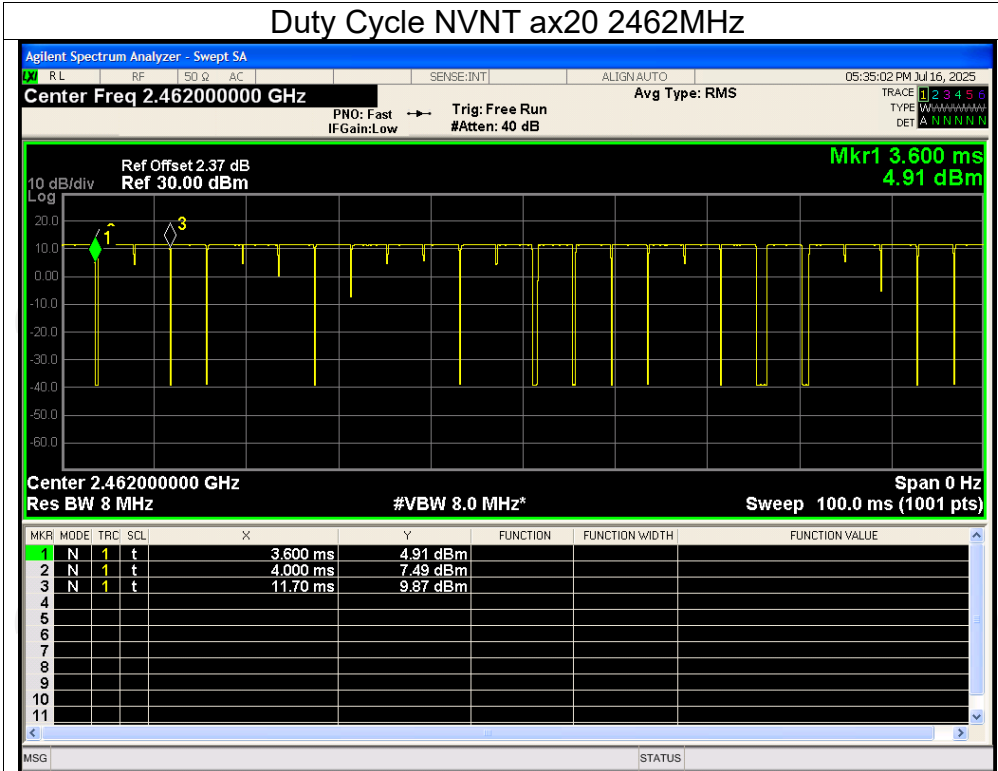 Duty Cycle NVNT ax20 2462MHz
Agilent Spectrum Analyzer - Swept SA
LXI RL RF 50 Ω AC SENSE:INT ALIGN AUTO 05:35:02 PM Jul 16, 2025
Center Freq 2.462000000 GHz Avg Type: RMS TRACE 1 2 3 4 5 6
PNO: Fast Trig: Free Run TYPE WWWWWW
IFGain:Low #Atten: 40 dB DET A N N N N N
Mkr1 3.600 ms
Ref Offset 2.37 dB
10 dB/div Ref 30.00 dBm 4.91 dBm
Log
20.0
10.0
0.00
-10.0
-20.0
-30.0
-40.0
-50.0
-60.0
1
3
Center 2.462000000 GHz Span 0 Hz
Res BW 8 MHz #VBW 8.0 MHz* Sweep 100.0 ms (1001 pts)
MKR MODE TRC SCL X Y FUNCTION FUNCTION WIDTH FUNCTION VALUE
1 N 1 t 3.600 ms 4.91 dBm
2 N 1 t 4.000 ms 7.49 dBm
3 N 1 t 11.70 ms 9.87 dBm
4
5
6
7
8
9
10
11
MSG STATUS